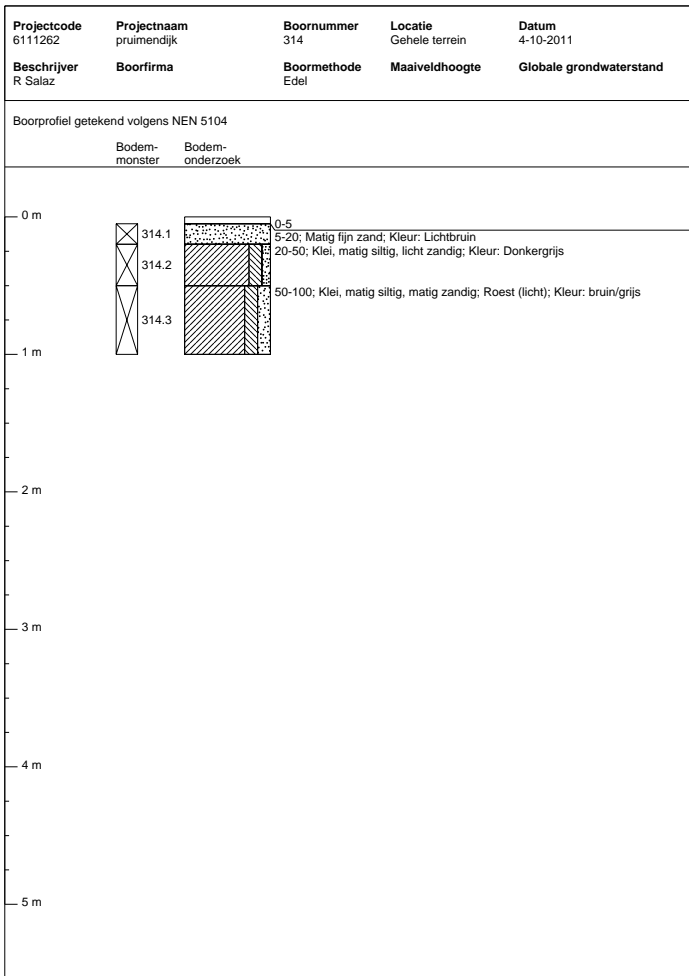 Projectcode Projectnaam Boornummer Locatie Datum
6111262 pruimendijk 314 Gehele terrein 4-10-2011
Beschrijver Boorfirma Boormethode Maaiveldhoogte Globale grondwaterstand
R Salaz Edel
Boorprofiel getekend volgens NEN 5104
Bodem- Bodem-
monster onderzoek
0 m
0-5
314.1 5-20; Matig fijn zand; Kleur: Lichtbruin
20-50; Klei, matig siltig, licht zandig; Kleur: Donkergrijs
314.2
50-100; Klei, matig siltig, matig zandig; Roest (licht); Kleur: bruin/grijs
314.3
1 m
2 m
3 m
4 m
5 m